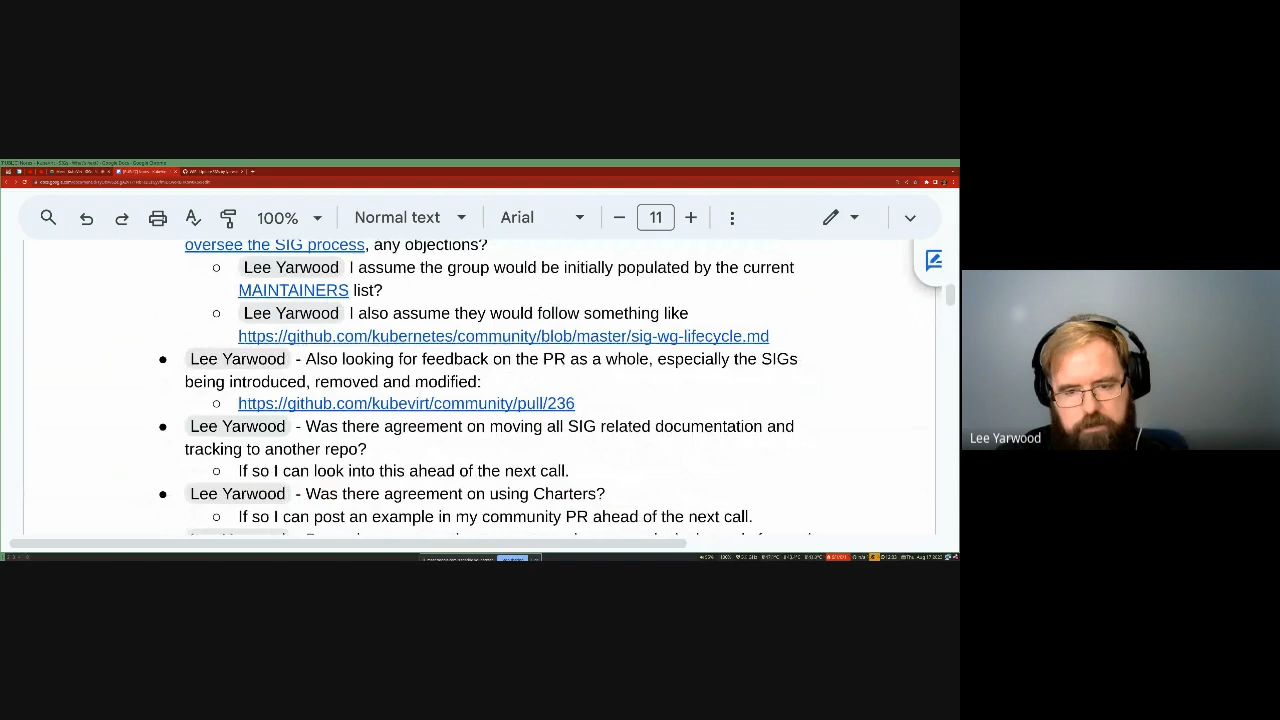 100%
Normal text
Arial
11
oversee the SIG process, any objections?
○ Lee Yarwood I assume the group would be initially populated by the current
MAINTAINERS list?
○ Lee Yarwood I also assume they would follow something like
https://github.com/kubernetes/community/blob/master/sig-wg-lifecycle.md
● Lee Yarwood - Also looking for feedback on the PR as a whole, especially the SIGs
being introduced, removed and modified:
○ https://github.com/kubevirt/community/pull/236
● Lee Yarwood - Was there agreement on moving all SIG related documentation and
tracking to another repo?
○ If so I can look into this ahead of the next call.
● Lee Yarwood - Was there agreement on using Charters?
○ If so I can post an example in my community PR ahead of the next call.
Lee Yarwood